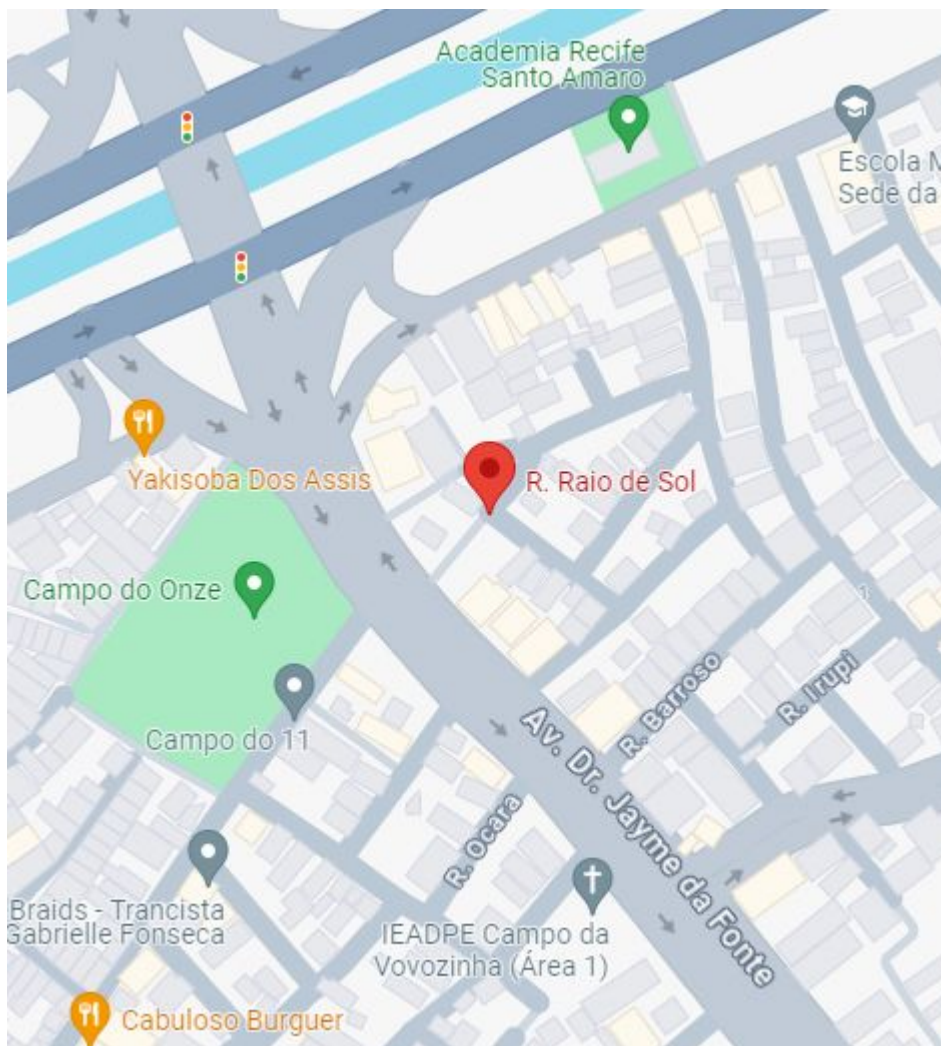 Academia Recife
Santo Amaro
Escola M
Sede da
Yakisoba Dos Assis
R. Raio de Sol
Campo do Onze
1
R. Barroso
R. Irupi
Campo do 11
Av. Dr. Jayme da Fonte
R. Ocara
Braids - Trancista
Gabrielle Fonseca
IEADPE Campo da
Vovozinha (Área 1)
Cabuloso Burguer